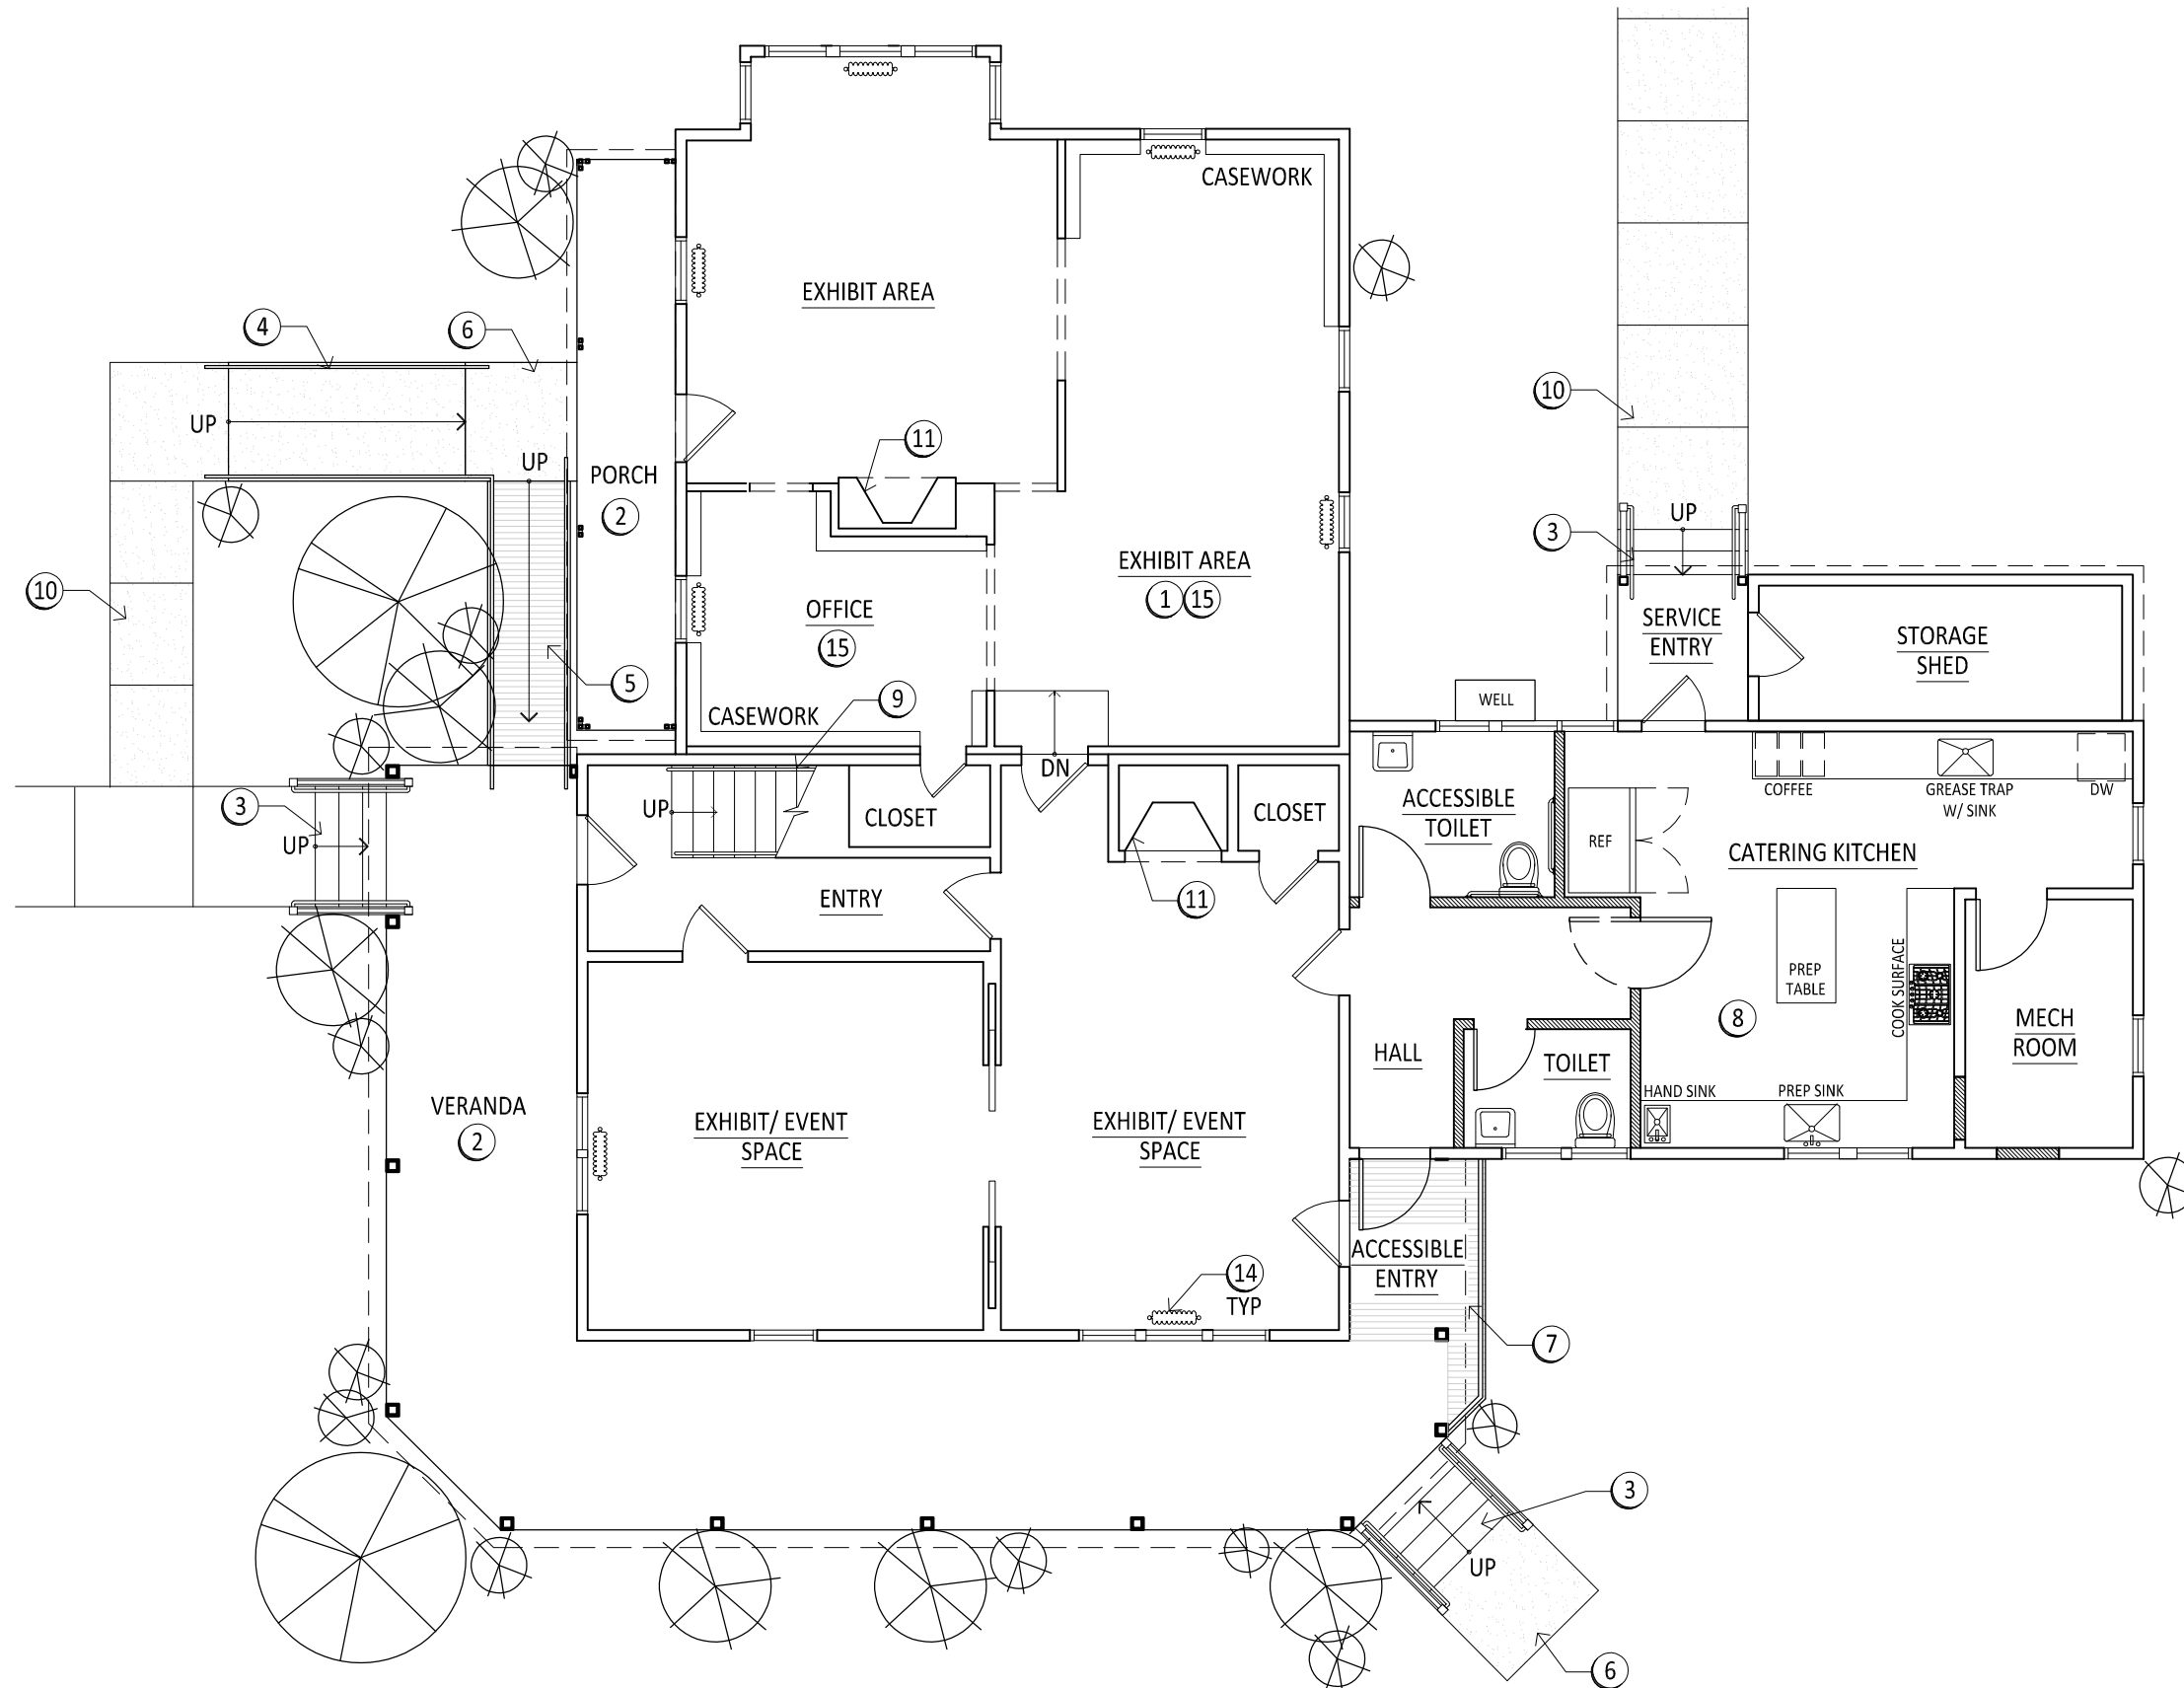 CASEWORK
EXHIBIT AREA
4
6
UP
UP
PORCH
2
11
10
UP
3
EXHIBIT AREA
1 15
10
OFFICE
15
SERVICE
ENTRY
STORAGE
SHED
5
9
CASEWORK
WELL
DN
3
UP
UP
CLOSET
CLOSET
ACCESSIBLE
TOILET
REF
COFFEE
GREASE TRAP
W/ SINK
DW
CATERING KITCHEN
ENTRY
11
PREP
TABLE
COOK SURFACE
8
MECH
ROOM
HALL
TOILET
HAND SINK
PREP SINK
VERANDA
2
EXHIBIT/ EVENT
SPACE
EXHIBIT/ EVENT
SPACE
ACCESSIBLE
ENTRY
14
TYP
7
3
UP
6